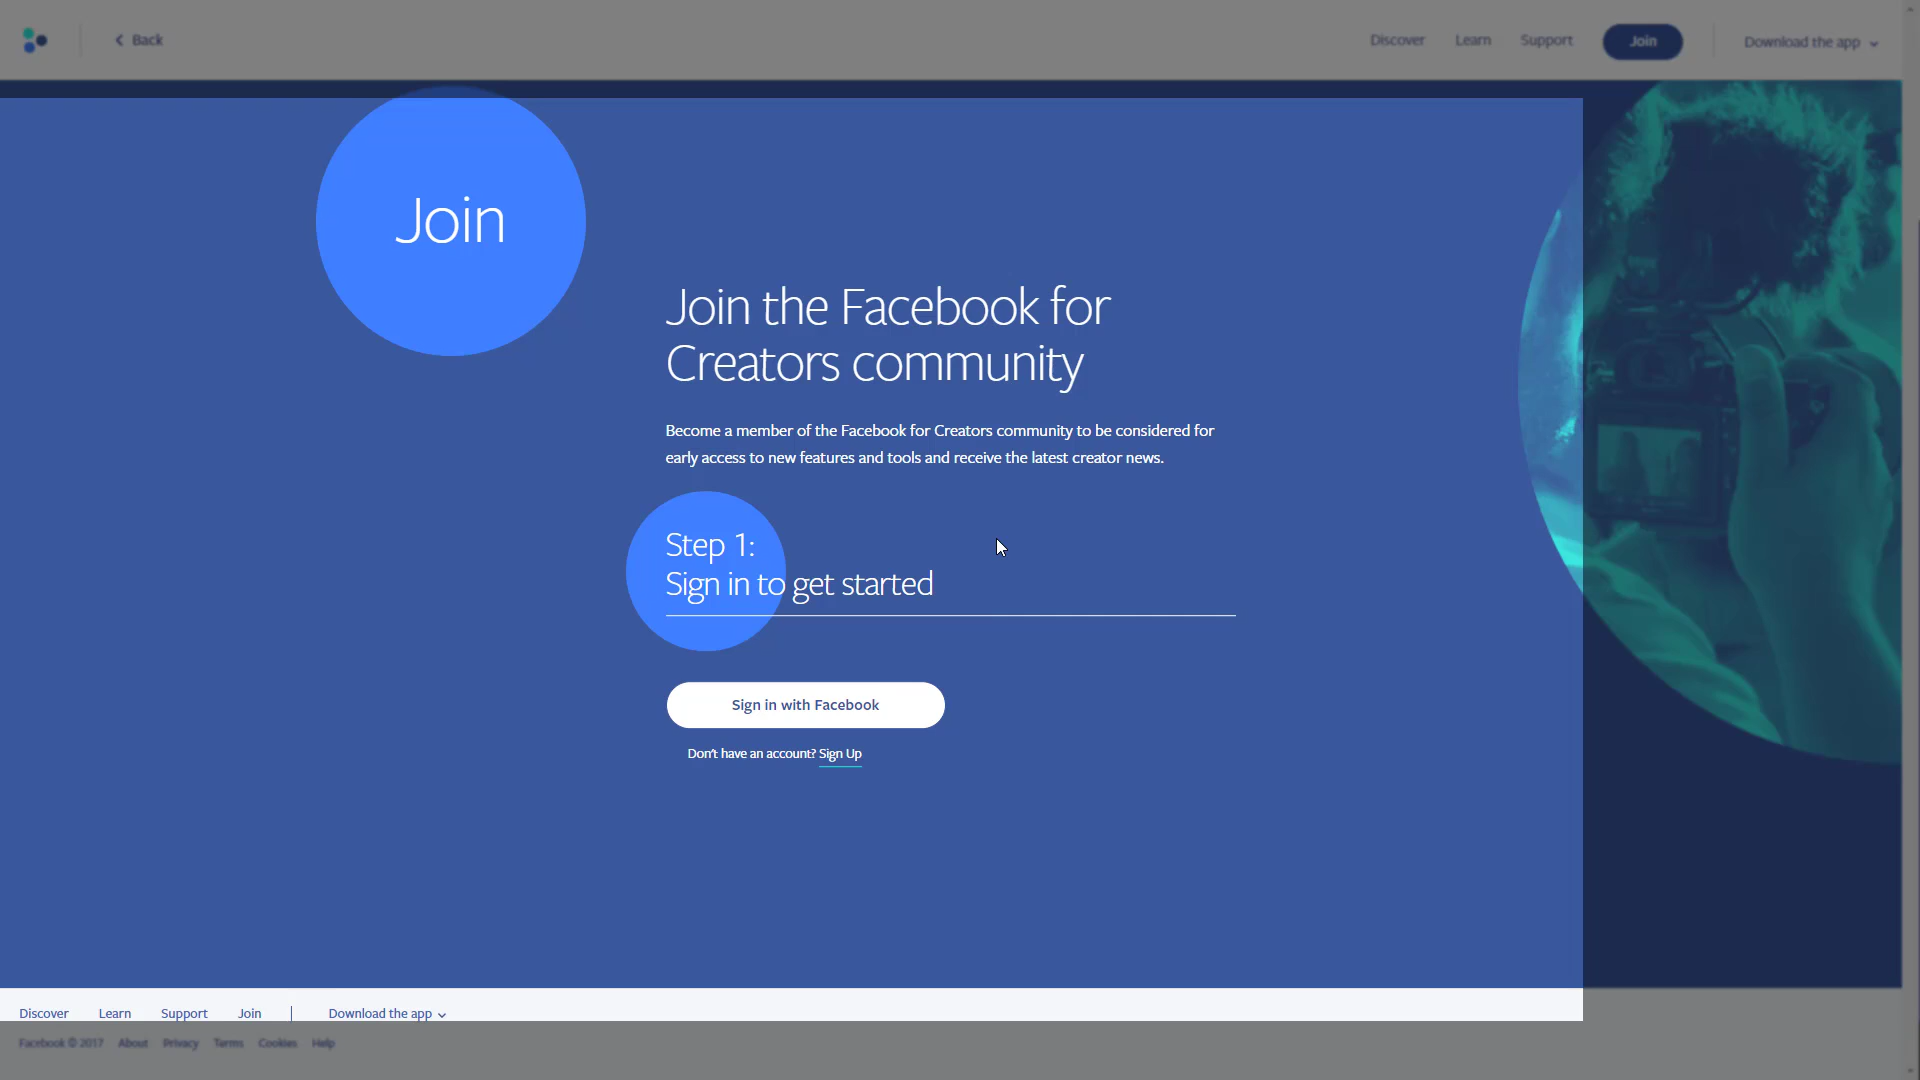 Back
Discover
Learn
Support
Join
Download the app
Join
Join the Facebook for
Creators community
Become a member of the Facebook for Creators community to be considered for
early access to new features and tools and receive the latest creator news.
Step 1:
Sign in to get started
Sign in with Facebook
Don't have an account? Sign Up
Discover
Learn
Support
Join
Download the app
Facebook © 2017
About
Privacy
Terms
Cookies
Help